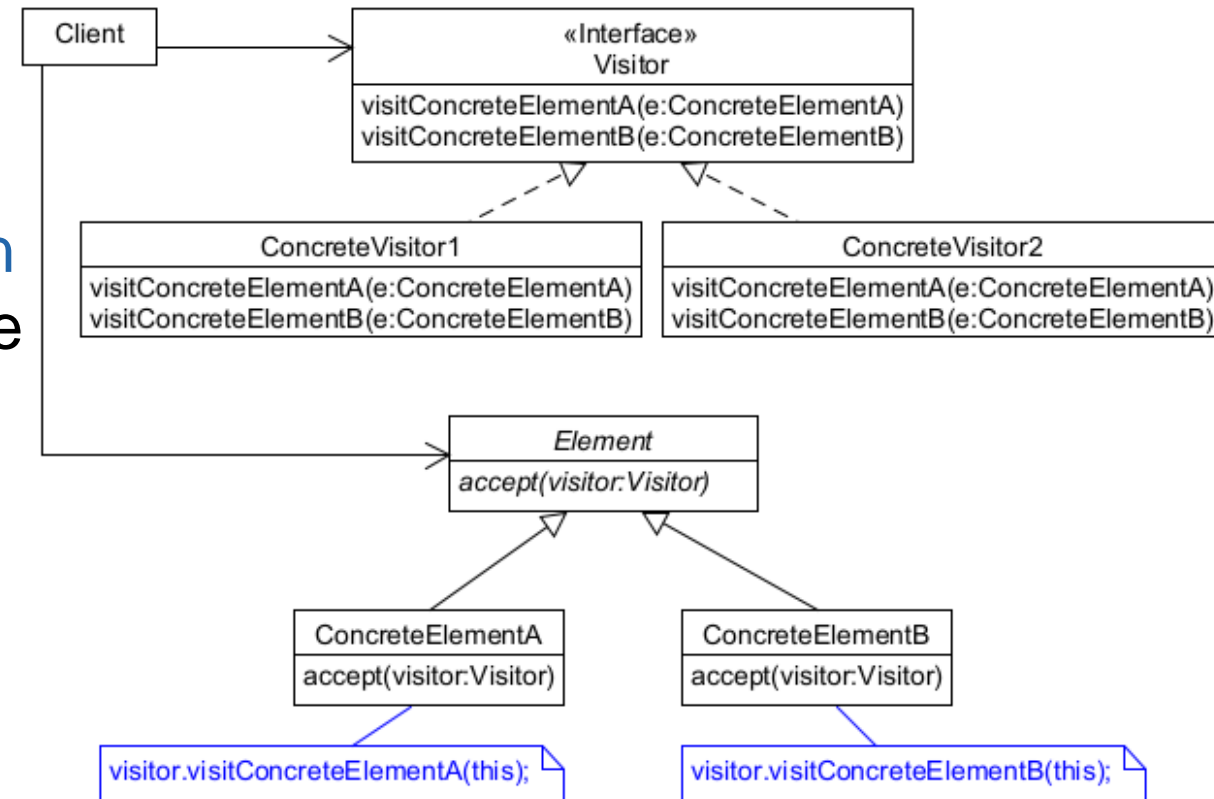 Client
«Interface»
Visitor
visitConcreteElementA(e:ConcreteElementA)
visitConcreteElementB(e:ConcreteElementB)
n
e
ConcreteVisitor1
visitConcreteElementA(e:ConcreteElementA)
visitConcreteElementB(e:ConcreteElementB)
ConcreteVisitor2
visitConcreteElementA(e:ConcreteElementA)
visitConcreteElementB(e:ConcreteElementB)
Element
accept(visitor:Visitor)
ConcreteElementA
accept(visitor:Visitor)
ConcreteElementB
accept(visitor:Visitor)
visitor.visitConcreteElementA(this);
visitor.visitConcreteElementB(this);